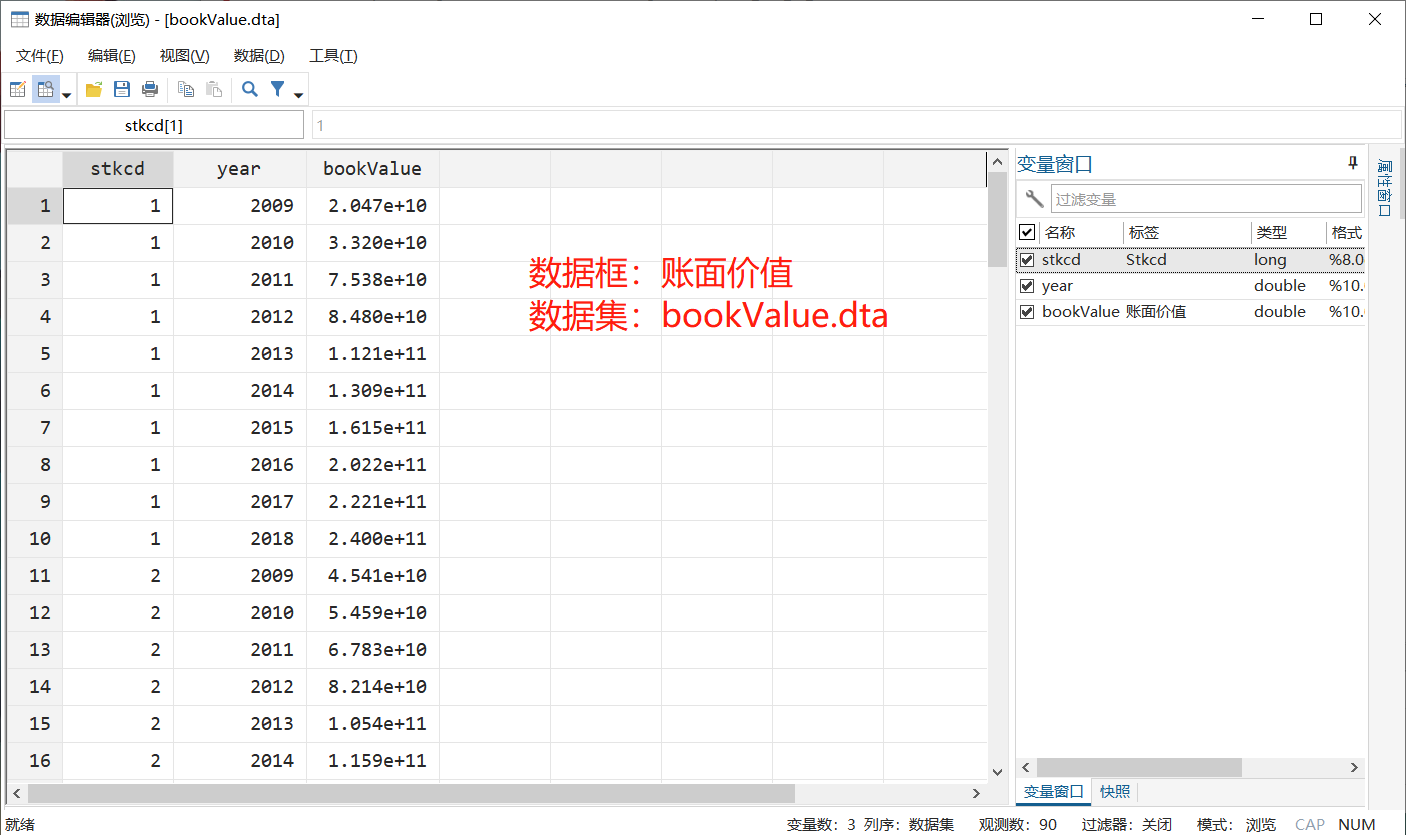 数据编辑器(浏览) - [bookValue.dta]
文件(F) 编辑(E) 视图(V) 数据(D) 工具(T)
stkcd[1] 1
stkcd year bookValue
1 1 2009 2.047e+10
2 1 2010 3.320e+10
3 1 2011 7.538e+10
4 1 2012 8.480e+10
5 1 2013 1.121e+11
6 1 2014 1.309e+11
7 1 2015 1.615e+11
8 1 2016 2.022e+11
9 1 2017 2.221e+11
10 1 2018 2.400e+11
11 2 2009 4.541e+10
12 2 2010 5.459e+10
13 2 2011 6.783e+10
14 2 2012 8.214e+10
15 2 2013 1.054e+11
16 2 2014 1.159e+11
数据框：账面价值
数据集：bookValue.dta
变量窗口
过滤变量
名称 标签 类型 格式
stkcd Stkcd long %8.0
year double %10.
bookValue 账面价值 double %10.
变量窗口 快照
属性窗口
就绪 变量数：3 列序：数据集 观测数：90 过滤器：关闭 模式：浏览 CAP NUM